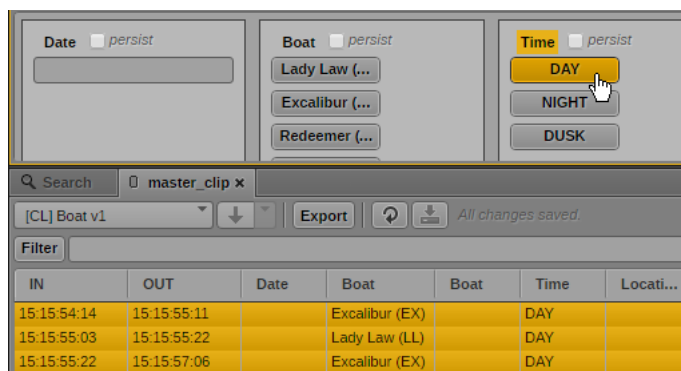 Date persist Boat persist Time persist
Lady Law (... DAY
Excalibur (... NIGHT
Redeemer (... DUSK
Search master_clip x
[CL] Boat v1 Export All changes saved.
Filter
IN OUT Date Boat Boat Time Locati...
15:15:54:14 15:15:55:11 Excalibur (EX) DAY
15:15:55:03 15:15:55:22 Lady Law (LL) DAY
15:15:55:22 15:15:57:06 Excalibur (EX) DAY